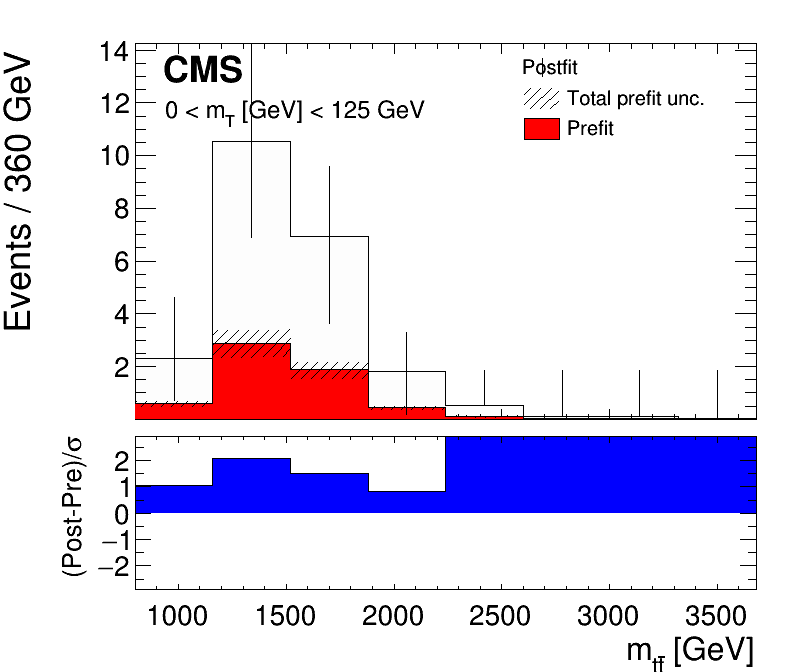 Events / 360 GeV
14
12
10
8
6
4
2
CMS
0 < m_T [GeV] < 125 GeV
Postfit
Total prefit unc.
Prefit
(Post-Pre)/σ
2
1
0
−1
−2
1000 1500 2000 2500 3000 3500
m_tt̄ [GeV]